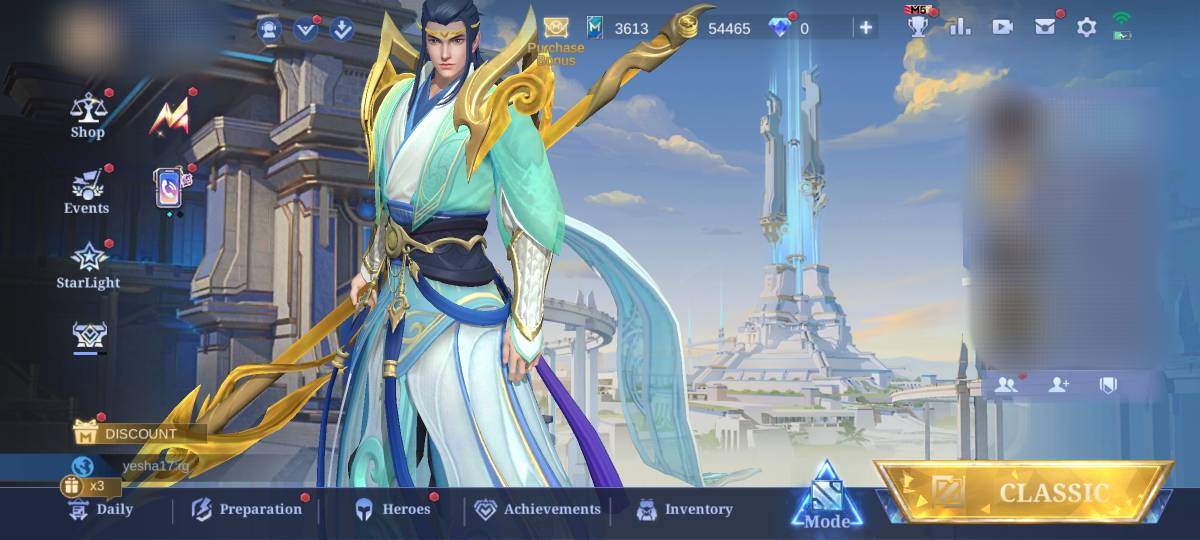 Purchase
Bonus
3613
54465
0
M5
Shop
Events
StarLight
DISCOUNT
yesha17.rg
x3
Daily
Preparation
Heroes
Achievements
Inventory
Mode
CLASSIC